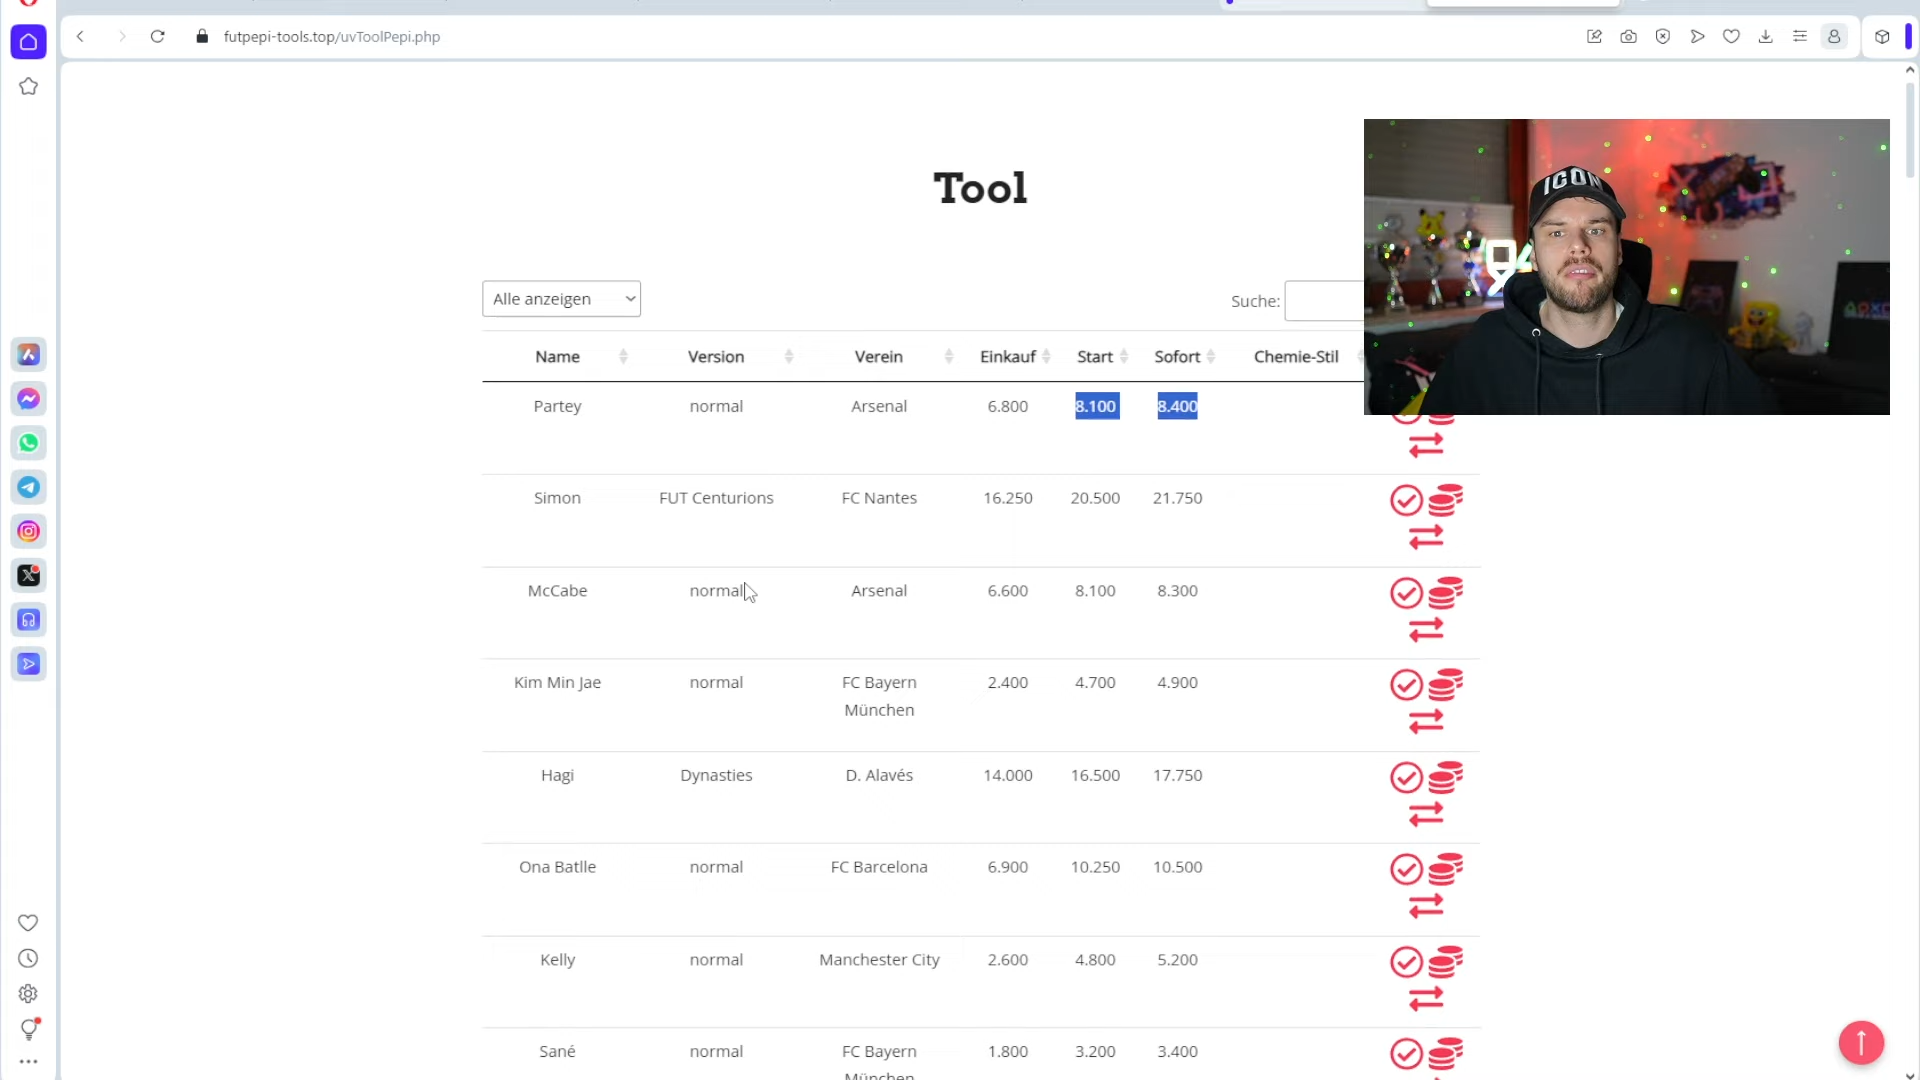 futpepi-tools.top/uvToolPepi.php
Tool
Alle anzeigen
Suche:
Name Version Verein Einkauf Start Sofort Chemie-Stil
Partey normal Arsenal 6.800 8.100 8.400
Simon FUT Centurions FC Nantes 16.250 20.500 21.750
McCabe normal Arsenal 6.600 8.100 8.300
Kim Min Jae normal FC Bayern 2.400 4.700 4.900
München
Hagi Dynasties D. Alavés 14.000 16.500 17.750
Ona Batlle normal FC Barcelona 6.900 10.250 10.500
Kelly normal Manchester City 2.600 4.800 5.200
Sané normal FC Bayern 1.800 3.200 3.400
München
ICON